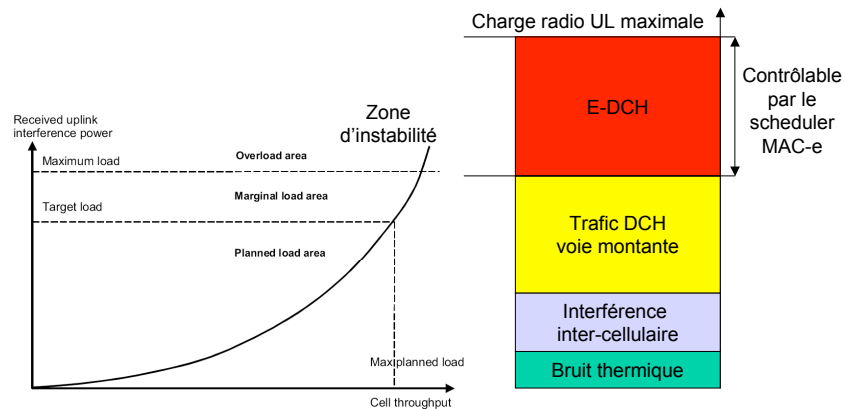 Received uplink
interference power
Zone
d’instabilité
Maximum load
Overload area
Marginal load area
Target load
Planned load area
Max planned load
Cell throughput
Charge radio UL maximale
E-DCH
Contrôlable
par le
scheduler
MAC-e
Trafic DCH
voie montante
Interférence
inter-cellulaire
Bruit thermique